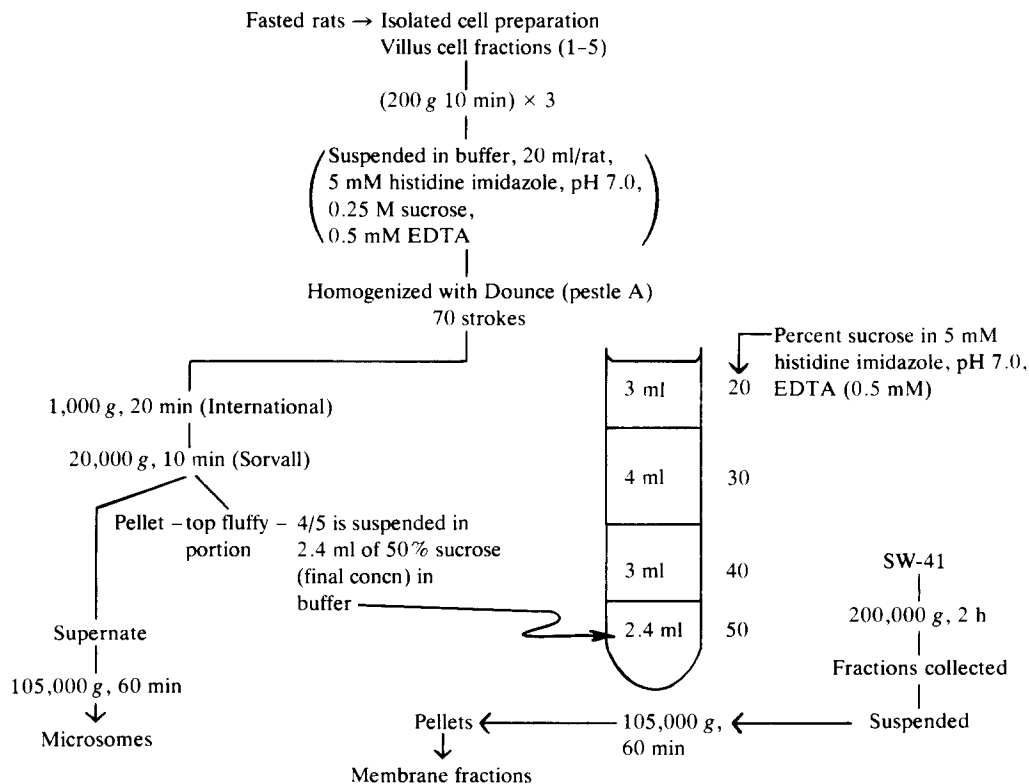 Fasted rats → Isolated cell preparation
Villus cell fractions (1–5)
(200 g 10 min) × 3
Suspended in buffer, 20 ml/rat,
5 mM histidine imidazole, pH 7.0,
0.25 M sucrose,
0.5 mM EDTA
Homogenized with Dounce (pestle A)
70 strokes
1,000 g, 20 min (International)
20,000 g, 10 min (Sorvall)
Pellet – top fluffy – 4/5 is suspended in
portion 2.4 ml of 50% sucrose
(final concn) in
buffer
Supernate
105,000 g, 60 min
Microsomes
Percent sucrose in 5 mM
histidine imidazole, pH 7.0,
EDTA (0.5 mM)
3 ml 20
4 ml 30
3 ml 40
2.4 ml 50
SW-41
200,000 g, 2 h
Fractions collected
Suspended
105,000 g,
60 min
Pellets
Membrane fractions